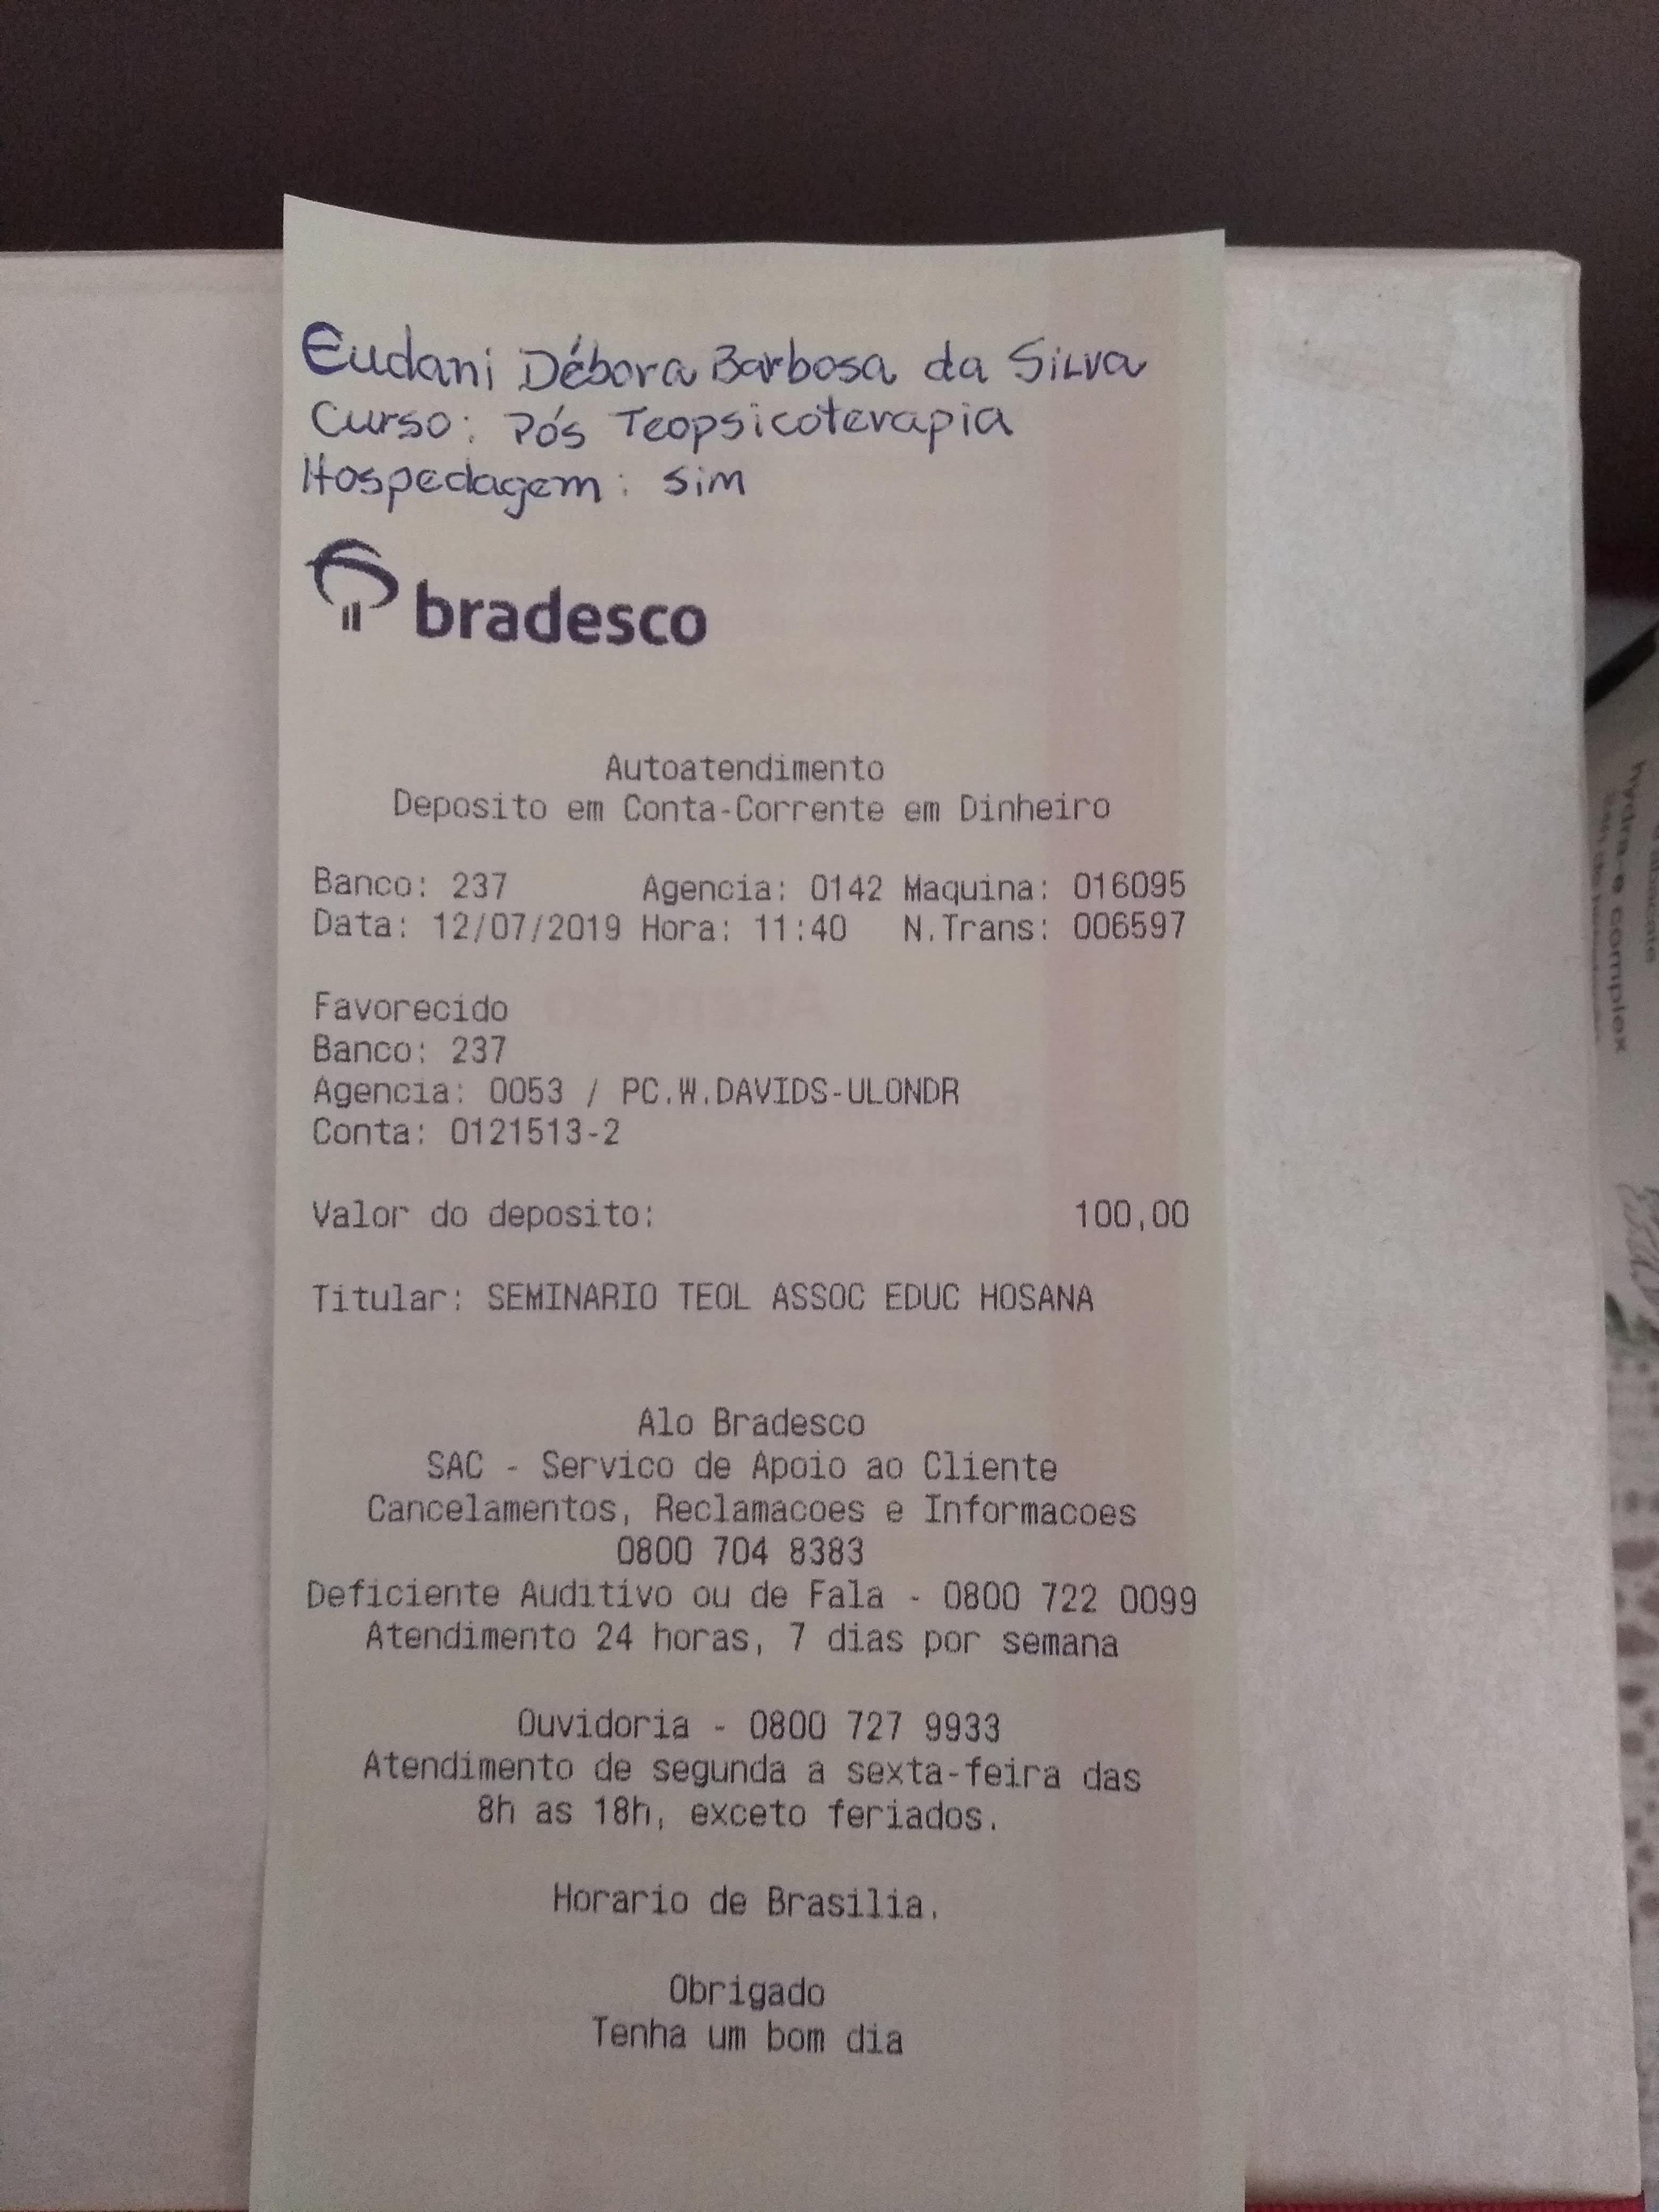 Eudani Débora Barbosa da Silva
Curso: Pós Teopsicoterapia
Hospedagem: Sim
bradesco
Autoatendimento
Deposito em Conta-Corrente em Dinheiro
Banco: 237 Agencia: 0142 Maquina: 016095
Data: 12/07/2019 Hora: 11:40 N.Trans: 006597
Favorecido
Banco: 237
Agencia: 0053 / PC.W.DAVIDS-ULONDR
Conta: 0121513-2
Valor do deposito: 100,00
Titular: SEMINARIO TEOL ASSOC EDUC HOSANA
Alo Bradesco
SAC - Servico de Apoio ao Cliente
Cancelamentos, Reclamacoes e Informacoes
0800 704 8383
Deficiente Auditivo ou de Fala - 0800 722 0099
Atendimento 24 horas, 7 dias por semana
Ouvidoria - 0800 727 9933
Atendimento de segunda a sexta-feira das
8h as 18h, exceto feriados.
Horario de Brasilia.
Obrigado
Tenha um bom dia
hydra-e complex